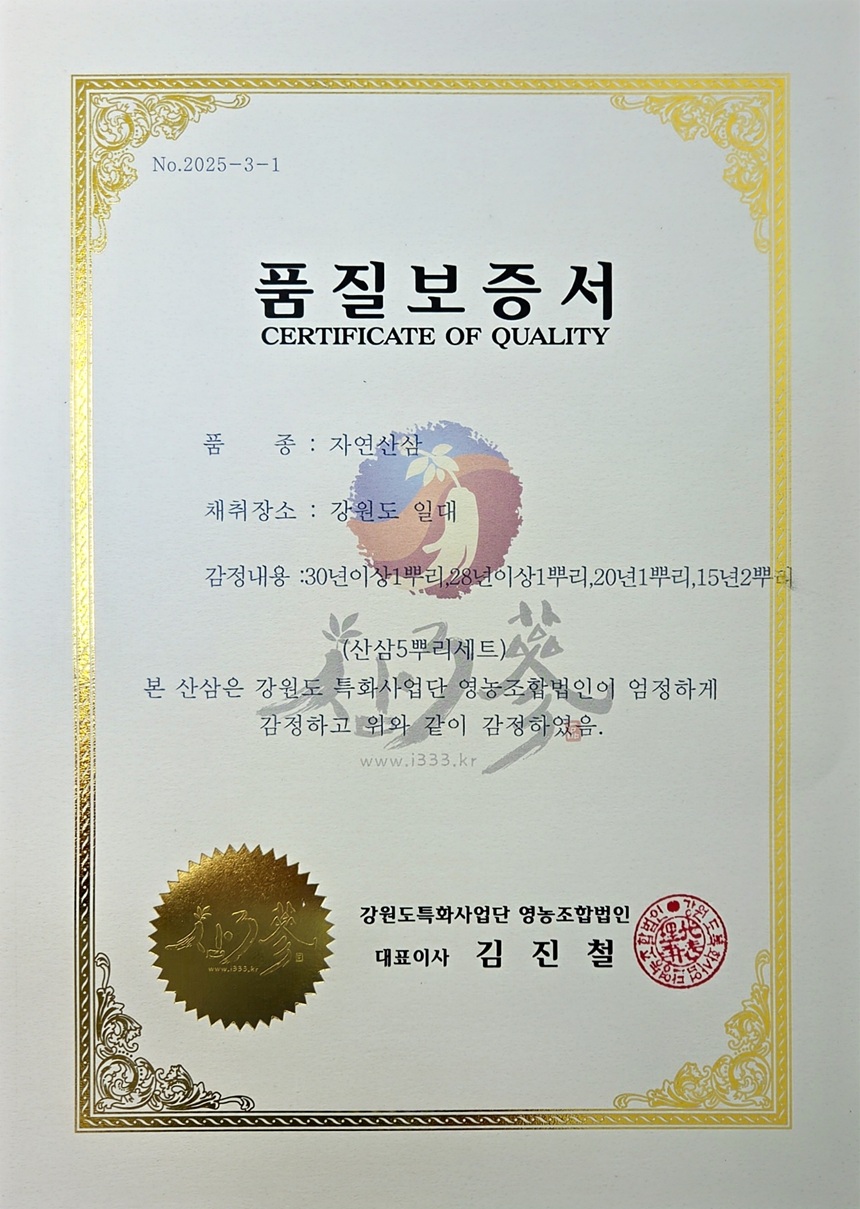 No.2025-3-1
품질보증서
CERTIFICATE OF QUALITY
품 종 : 자연산삼
채취장소 : 강원도 일대
감정내용 :30년이상1뿌리,28년이상1뿌리,20년1뿌리,15년2뿌리
(산삼5뿌리세트)
본 산삼은 강원도 특화사업단 영농조합법인이 엄정하게
감정하고 위와 같이 감정하였음.
www.i333.kr
강원도특화사업단 영농조합법인
대표이사 김 진 철
www.i333.kr